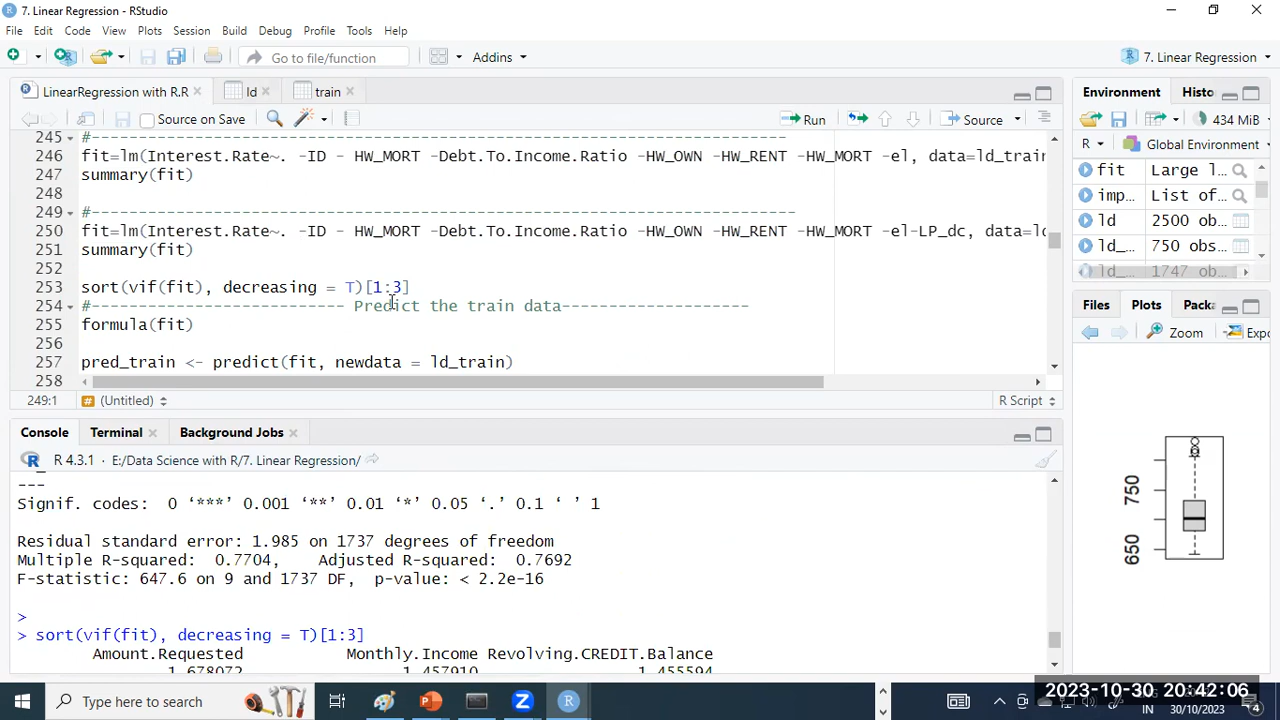 7. Linear Regression - RStudio
File Edit Code View Plots Session Build Debug Profile Tools Help
Go to file/function Addins 7. Linear Regression
LinearRegression with R.R ld train
Source on Save Run Source
245 #--------------------------------------------------------------------------
246 fit=lm(Interest.Rate~. -ID - HW_MORT -Debt.To.Income.Ratio -HW_OWN -HW_RENT -HW_MORT -el, data=ld_train
247 summary(fit)
248
249 #---------------------------------------------------------------------------
250 fit=lm(Interest.Rate~. -ID - HW_MORT -Debt.To.Income.Ratio -HW_OWN -HW_RENT -HW_MORT -el-LP_dc, data=ld
251 summary(fit)
252
253 sort(vif(fit), decreasing = T)[1:3]
254 #--------------------------- Predict the train data--------------------
255 formula(fit)
256
257 pred_train <- predict(fit, newdata = ld_train)
258
249:1 # (Untitled) R Script
Console Terminal Background Jobs
R 4.3.1 · E:/Data Science with R/7. Linear Regression/
---
Signif. codes:  0 ‘***’ 0.001 ‘**’ 0.01 ‘*’ 0.05 ‘.’ 0.1 ‘ ’ 1
Residual standard error: 1.985 on 1737 degrees of freedom
Multiple R-squared:  0.7704,    Adjusted R-squared:  0.7692
F-statistic: 647.6 on 9 and 1737 DF,  p-value: < 2.2e-16
>
> sort(vif(fit), decreasing = T)[1:3]
Amount.Requested Monthly.Income Revolving.CREDIT.Balance
1.678072 1.457910 1.455594
Environment Histo
434 MiB
R Global Environment
fit Large l...
imp... List of...
ld 2500 ob...
ld_... 750 obs...
ld_... 1747 obs...
Files Plots Packa
Zoom Expo
750
650
Type here to search
IN
2023-10-30 20:42:06
30/10/2023
4